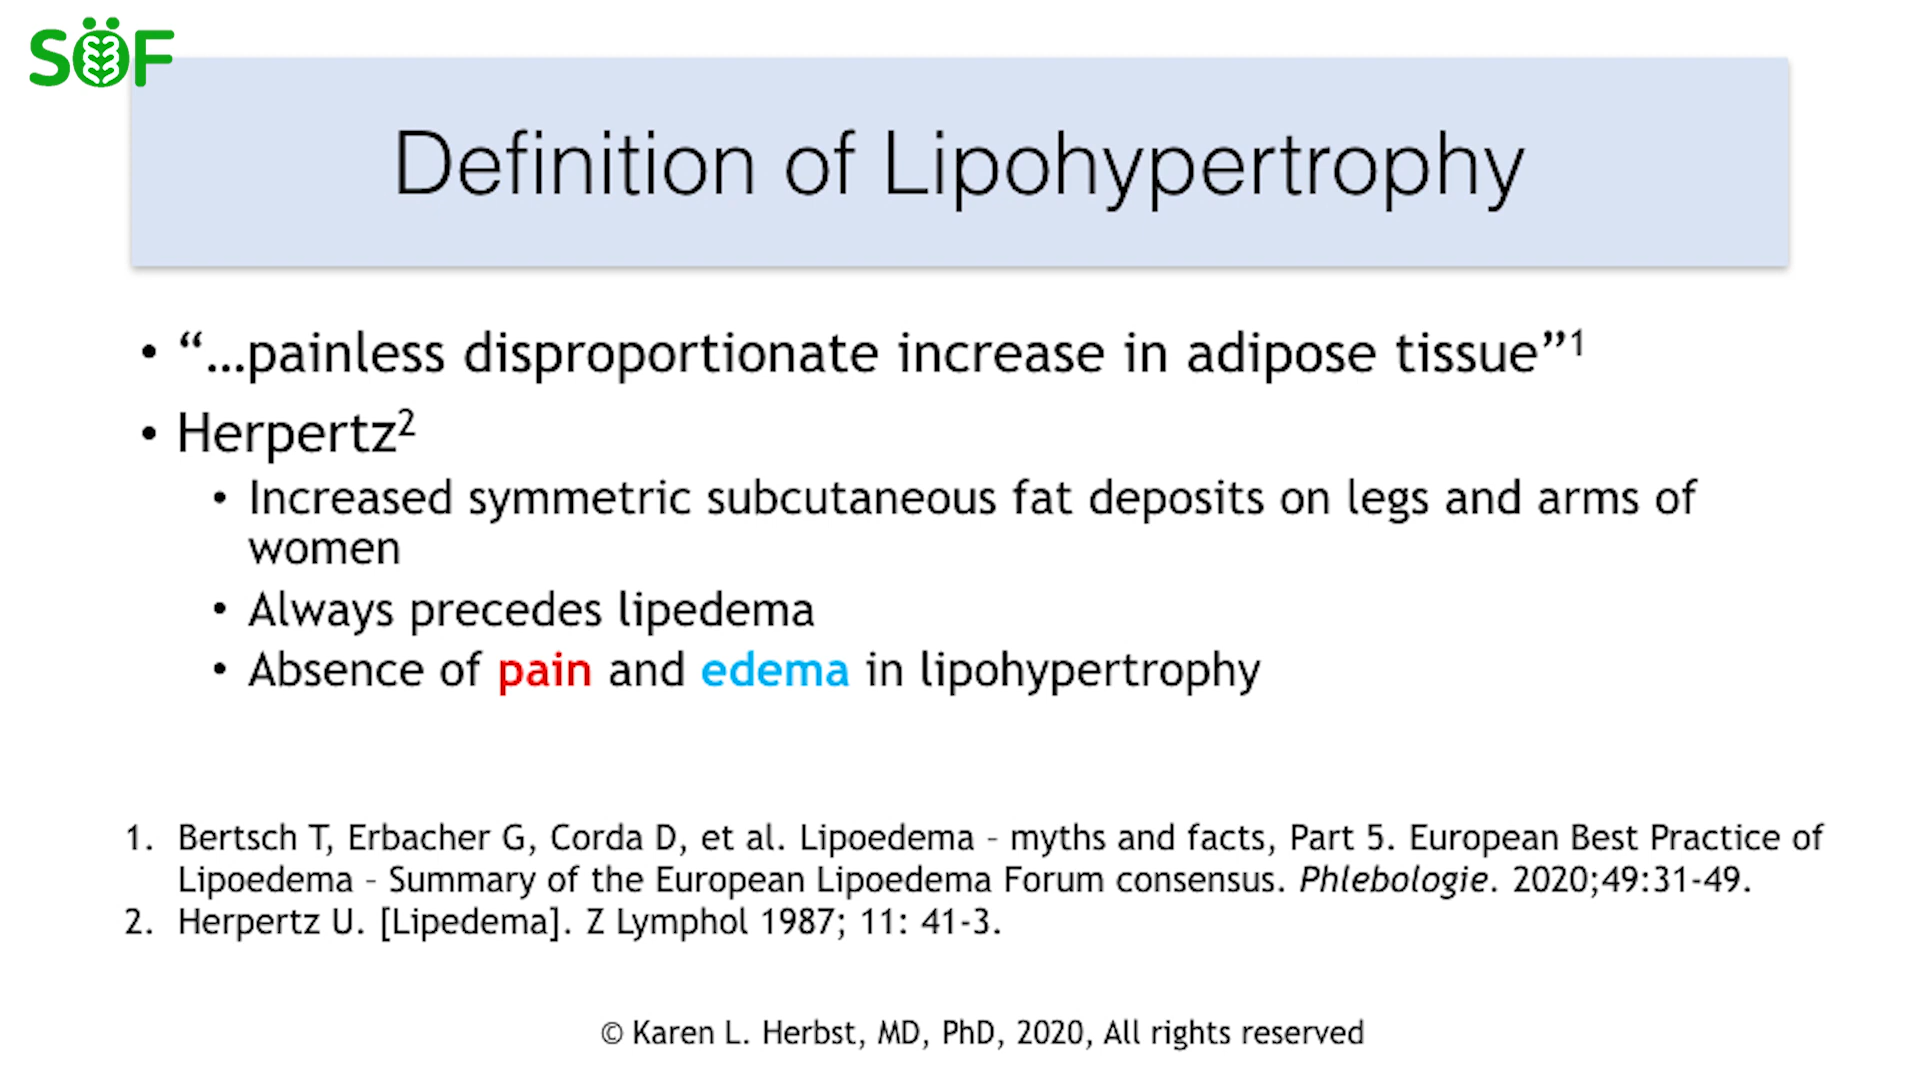 SÖF
Definition of Lipohypertrophy
• “…painless disproportionate increase in adipose tissue”1
• Herpertz2
• Increased symmetric subcutaneous fat deposits on legs and arms of
women
• Always precedes lipedema
• Absence of pain and edema in lipohypertrophy
1. Bertsch T, Erbacher G, Corda D, et al. Lipoedema – myths and facts, Part 5. European Best Practice of
Lipoedema – Summary of the European Lipoedema Forum consensus. Phlebologie. 2020;49:31-49.
2. Herpertz U. [Lipedema]. Z Lymphol 1987; 11: 41-3.
© Karen L. Herbst, MD, PhD, 2020, All rights reserved